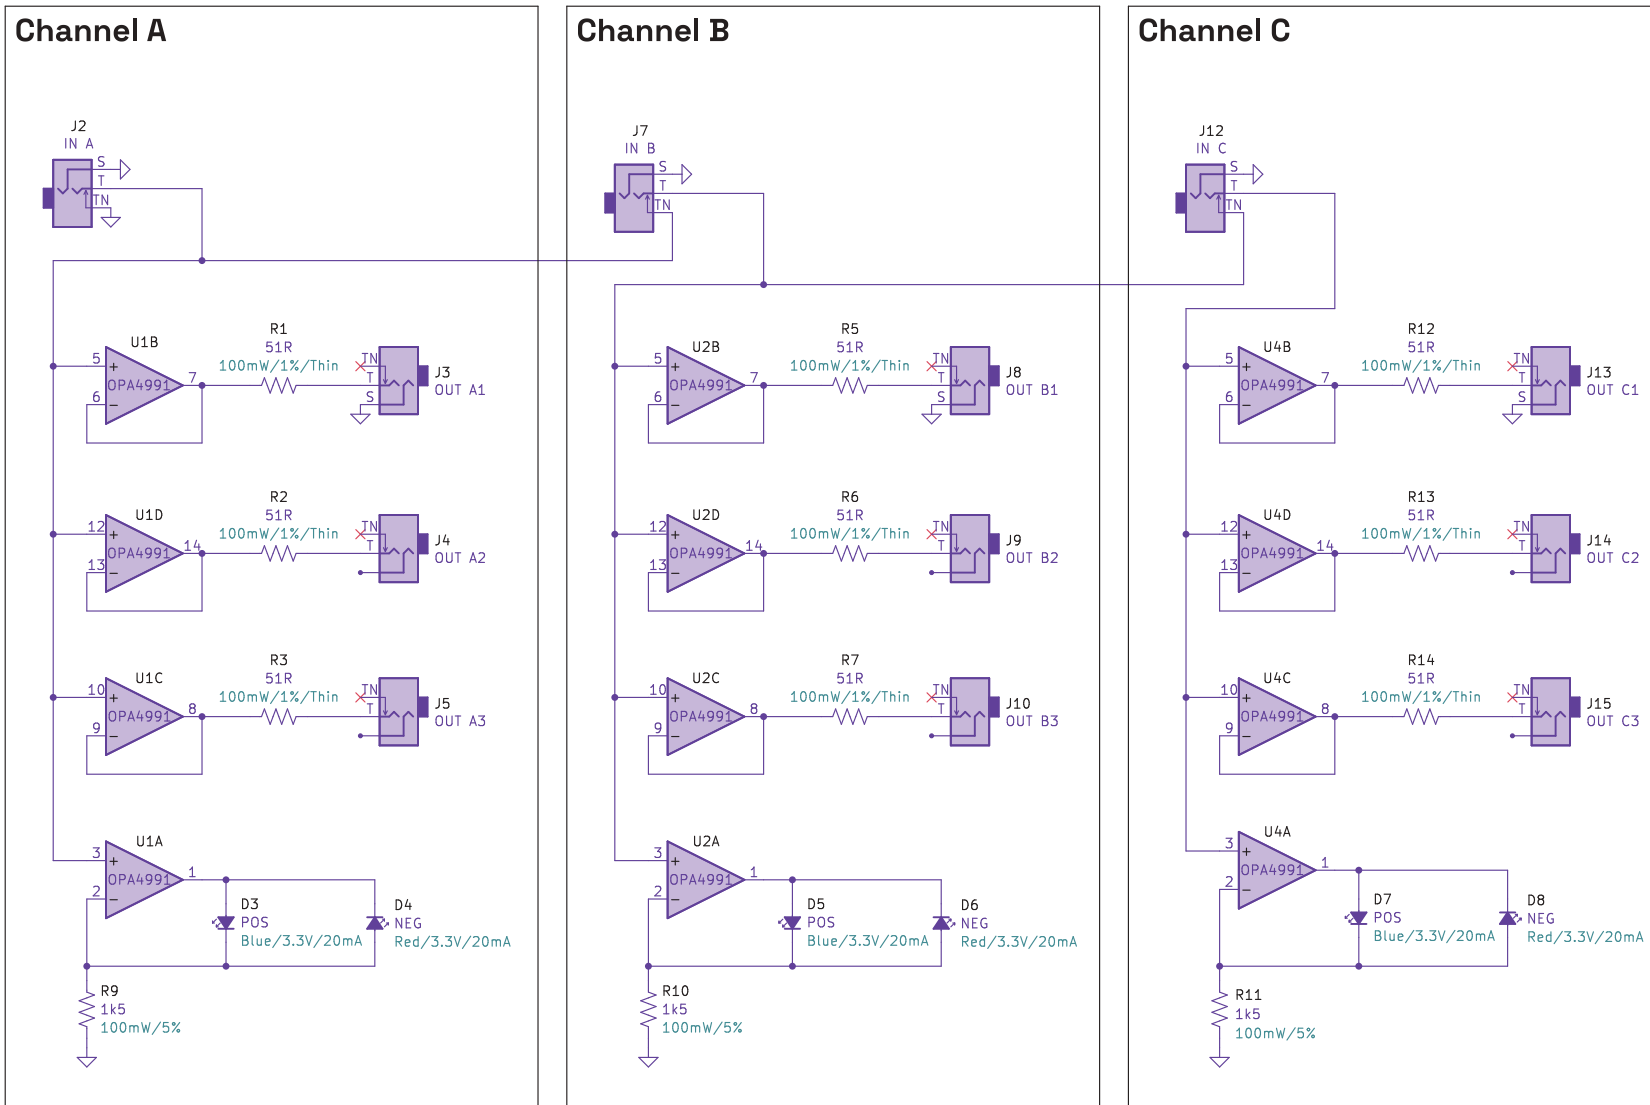 Channel A
J2
IN A
S
T
TN
U1B
5
+
OPA4991
7
6
−
R1
51R
100mW/1%/Thin
TN
T
S
J3
OUT A1
U1D
12
+
OPA4991
14
13
−
R2
51R
100mW/1%/Thin
TN
T
J4
OUT A2
U1C
10
+
OPA4991
8
9
−
R3
51R
100mW/1%/Thin
TN
T
J5
OUT A3
U1A
3
+
OPA4991
1
2
−
D3
POS
Blue/3.3V/20mA
D4
NEG
Red/3.3V/20mA
R9
1k5
100mW/5%
Channel B
J7
IN B
S
T
TN
U2B
5
+
OPA4991
7
6
−
R5
51R
100mW/1%/Thin
TN
T
S
J8
OUT B1
U2D
12
+
OPA4991
14
13
−
R6
51R
100mW/1%/Thin
TN
T
J9
OUT B2
U2C
10
+
OPA4991
8
9
−
R7
51R
100mW/1%/Thin
TN
T
J10
OUT B3
U2A
3
+
OPA4991
1
2
−
D5
POS
Blue/3.3V/20mA
D6
NEG
Red/3.3V/20mA
R10
1k5
100mW/5%
Channel C
J12
IN C
S
T
TN
U4B
5
+
OPA4991
7
6
−
R12
51R
100mW/1%/Thin
TN
T
S
J13
OUT C1
U4D
12
+
OPA4991
14
13
−
R13
51R
100mW/1%/Thin
TN
T
J14
OUT C2
U4C
10
+
OPA4991
8
9
−
R14
51R
100mW/1%/Thin
TN
T
J15
OUT C3
U4A
3
+
OPA4991
1
2
−
D7
POS
Blue/3.3V/20mA
D8
NEG
Red/3.3V/20mA
R11
1k5
100mW/5%